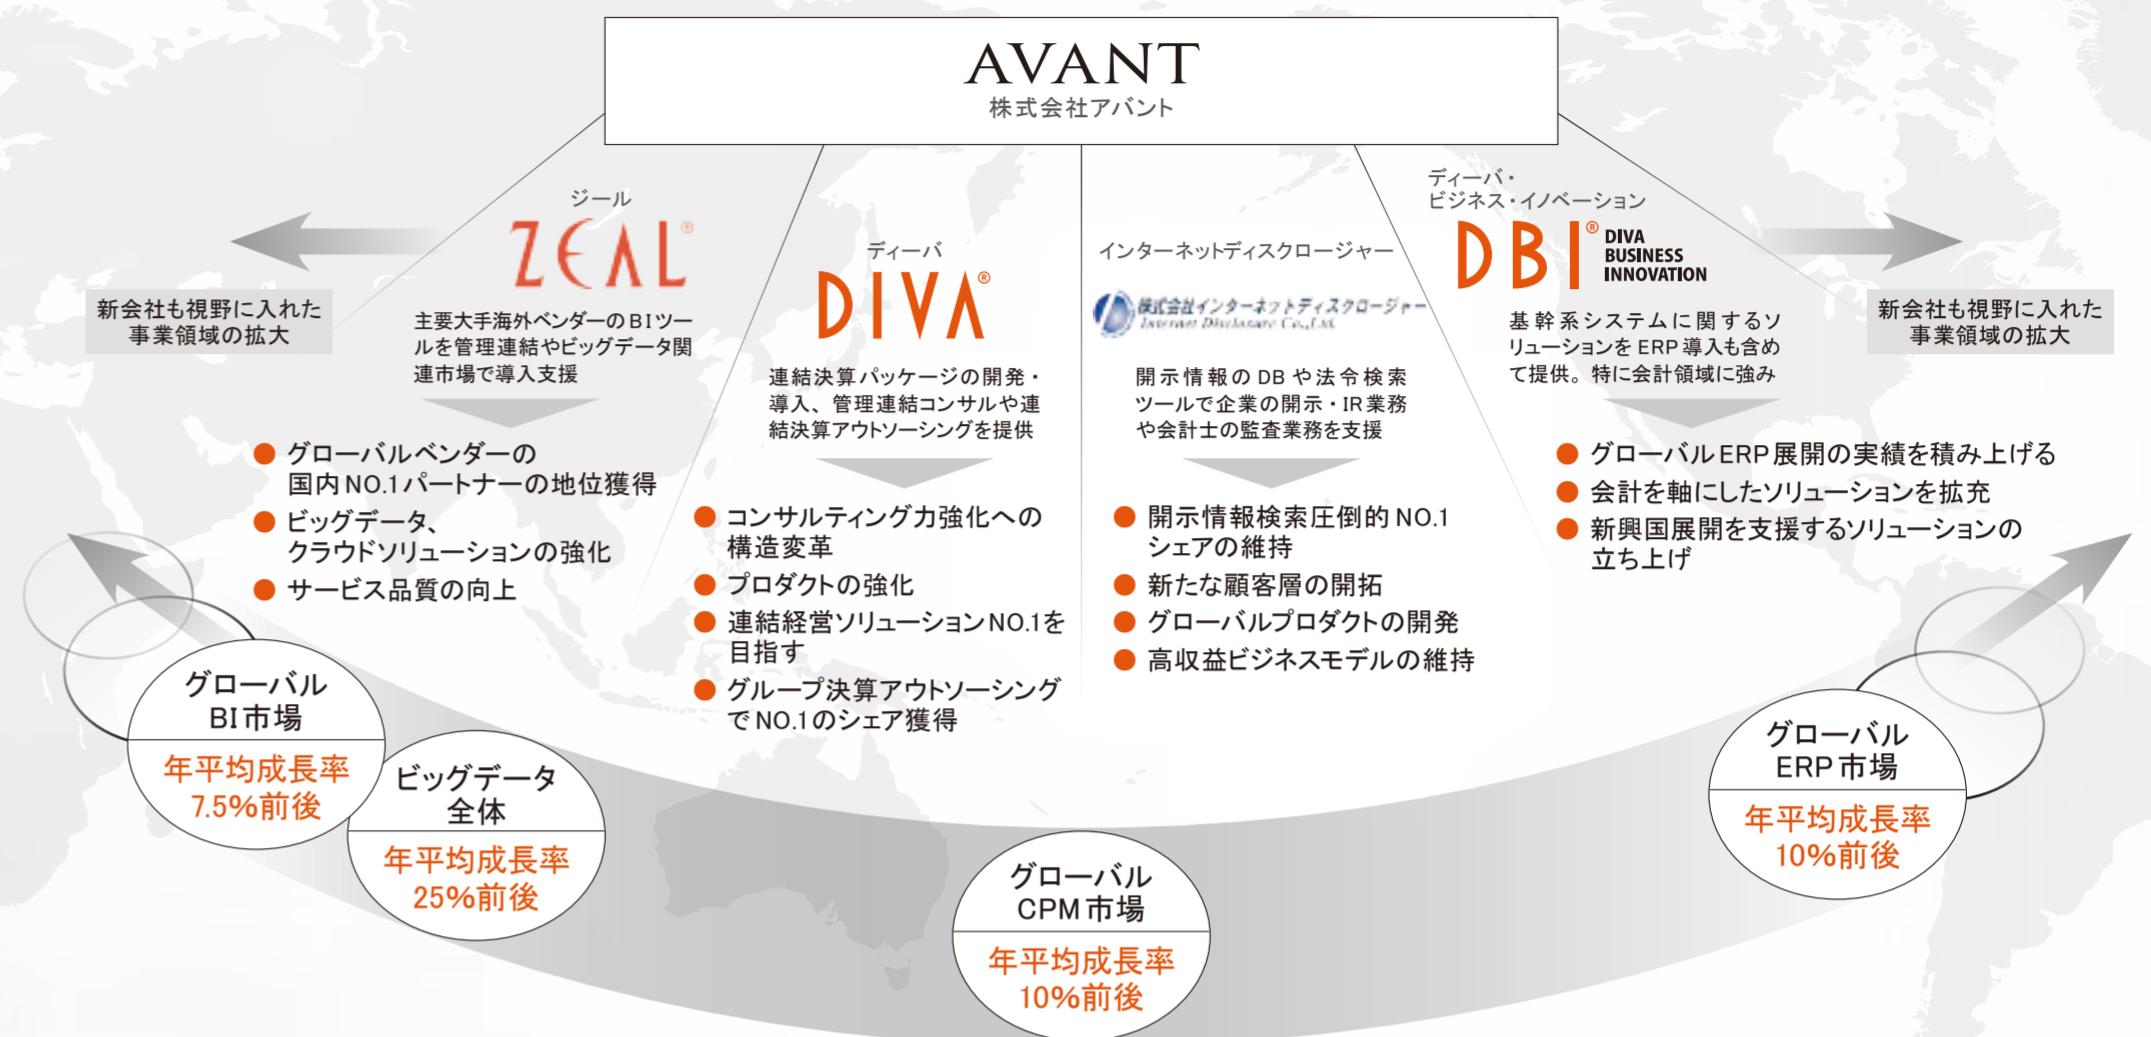 AVANT
株式会社アバント
ジール
ZEAL®
主要大手海外ベンダーのBIツー
ルを管理連結やビッグデータ関
連市場で導入支援
新会社も視野に入れた
事業領域の拡大
グローバルベンダーの
国内NO.1パートナーの地位獲得
ビッグデータ、
クラウドソリューションの強化
サービス品質の向上
ディーバ
DIVA®
連結決算パッケージの開発・
導入、管理連結コンサルや連
結決算アウトソーシングを提供
コンサルティング力強化への
構造変革
プロダクトの強化
連結経営ソリューションNO.1を
目指す
グループ決算アウトソーシング
でNO.1のシェア獲得
インターネットディスクロージャー
株式会社インターネットディスクロージャー
Internet Disclosure Co.,Ltd.
開示情報のDBや法令検索
ツールで企業の開示・IR業務
や会計士の監査業務を支援
開示情報検索圧倒的NO.1
シェアの維持
新たな顧客層の開拓
グローバルプロダクトの開発
高収益ビジネスモデルの維持
ディーバ・
ビジネス・イノベーション
DBI®
DIVA
BUSINESS
INNOVATION
基幹系システムに関するソ
リューションをERP導入も含め
て提供。特に会計領域に強み
新会社も視野に入れた
事業領域の拡大
グローバルERP展開の実績を積み上げる
会計を軸にしたソリューションを拡充
新興国展開を支援するソリューションの
立ち上げ
グローバル
BI市場
年平均成長率
7.5%前後
ビッグデータ
全体
年平均成長率
25%前後
グローバル
CPM市場
年平均成長率
10%前後
グローバル
ERP市場
年平均成長率
10%前後